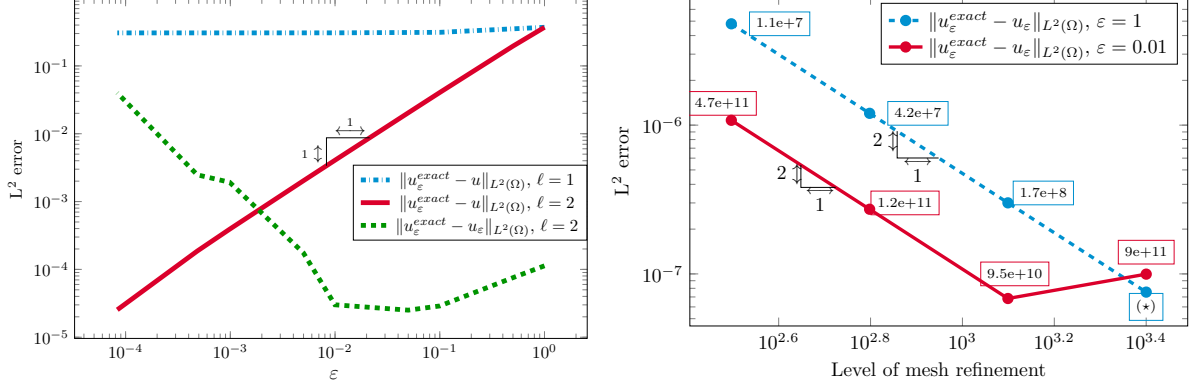 L² error
10⁻¹
10⁻²
10⁻³
10⁻⁴
10⁻⁵
10⁻⁴
10⁻³
10⁻²
10⁻¹
10⁰
ε
1
1
‖u_ε^{exact} − u‖_{L²(Ω)}, ℓ = 1
‖u_ε^{exact} − u‖_{L²(Ω)}, ℓ = 2
‖u_ε^{exact} − u_ε‖_{L²(Ω)}, ℓ = 2
L² error
10⁻⁶
10⁻⁷
‖u_ε^{exact} − u_ε‖_{L²(Ω)}, ε = 1
‖u_ε^{exact} − u_ε‖_{L²(Ω)}, ε = 0.01
1.1e+7
4.7e+11
4.2e+7
2
1
2
1
1.2e+11
1.7e+8
9e+11
9.5e+10
(⋆)
10^{2.6}
10^{2.8}
10³
10^{3.2}
10^{3.4}
Level of mesh refinement